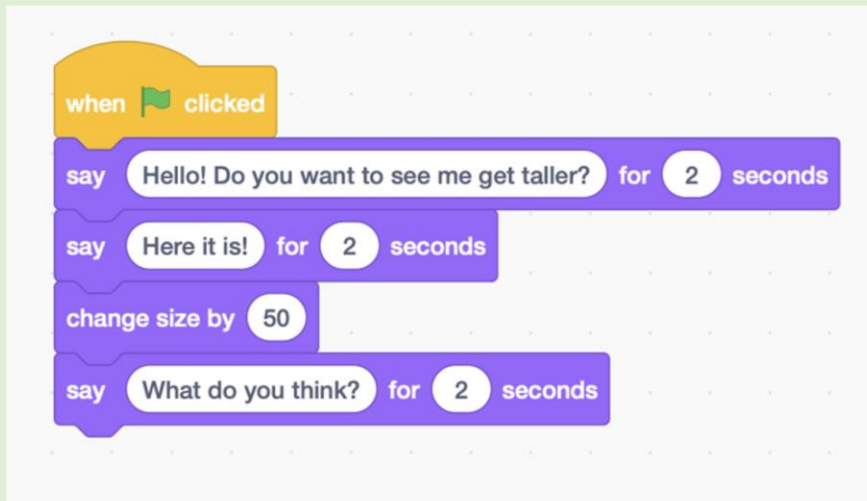 when clicked
say Hello! Do you want to see me get taller? for 2 seconds
say Here it is! for 2 seconds
change size by 50
say What do you think? for 2 seconds